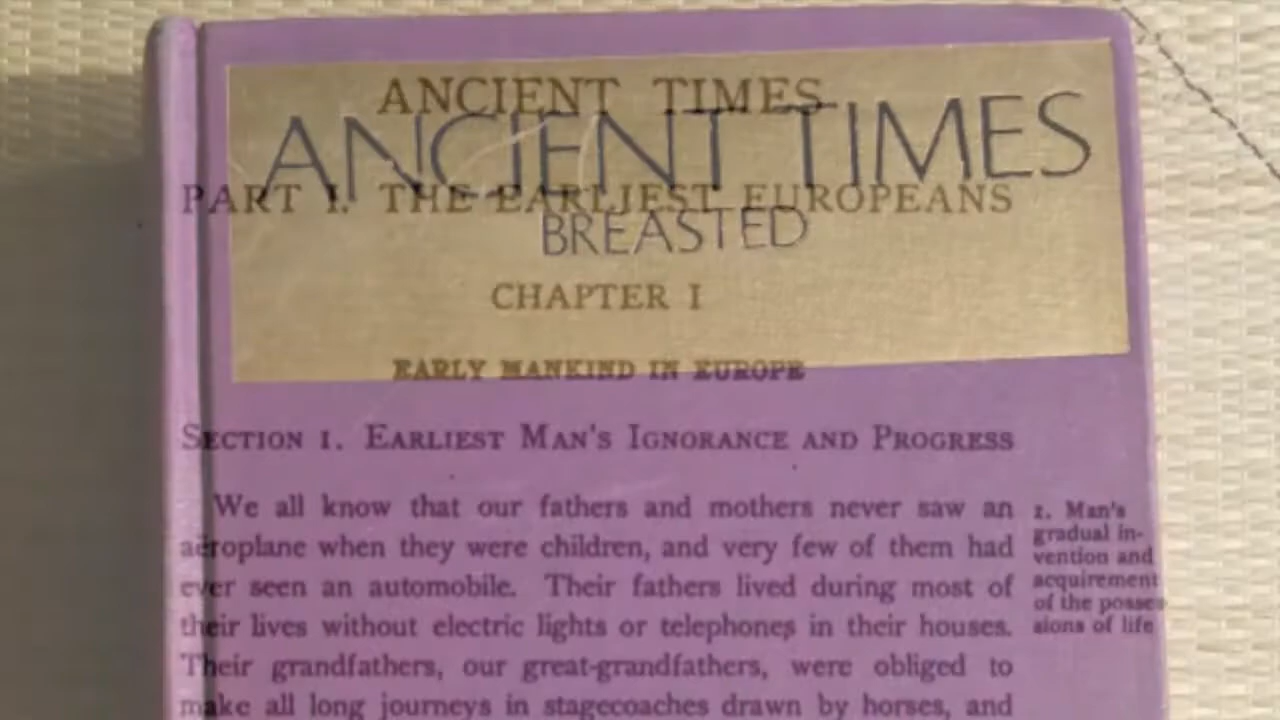 ANCIENT TIMES
ANCIENT TIMES
PART I. THE EARLIEST EUROPEANS
BREASTED
CHAPTER I
EARLY MANKIND IN EUROPE
SECTION 1. EARLIEST MAN'S IGNORANCE AND PROGRESS
We all know that our fathers and mothers never saw an
aëroplane when they were children, and very few of them had
ever seen an automobile. Their fathers lived during most of
their lives without electric lights or telephones in their houses.
Their grandfathers, our great-grandfathers, were obliged to
make all long journeys in stagecoaches drawn by horses, and
1. Man's
gradual in-
vention and
acquirement
of the posses-
sions of life